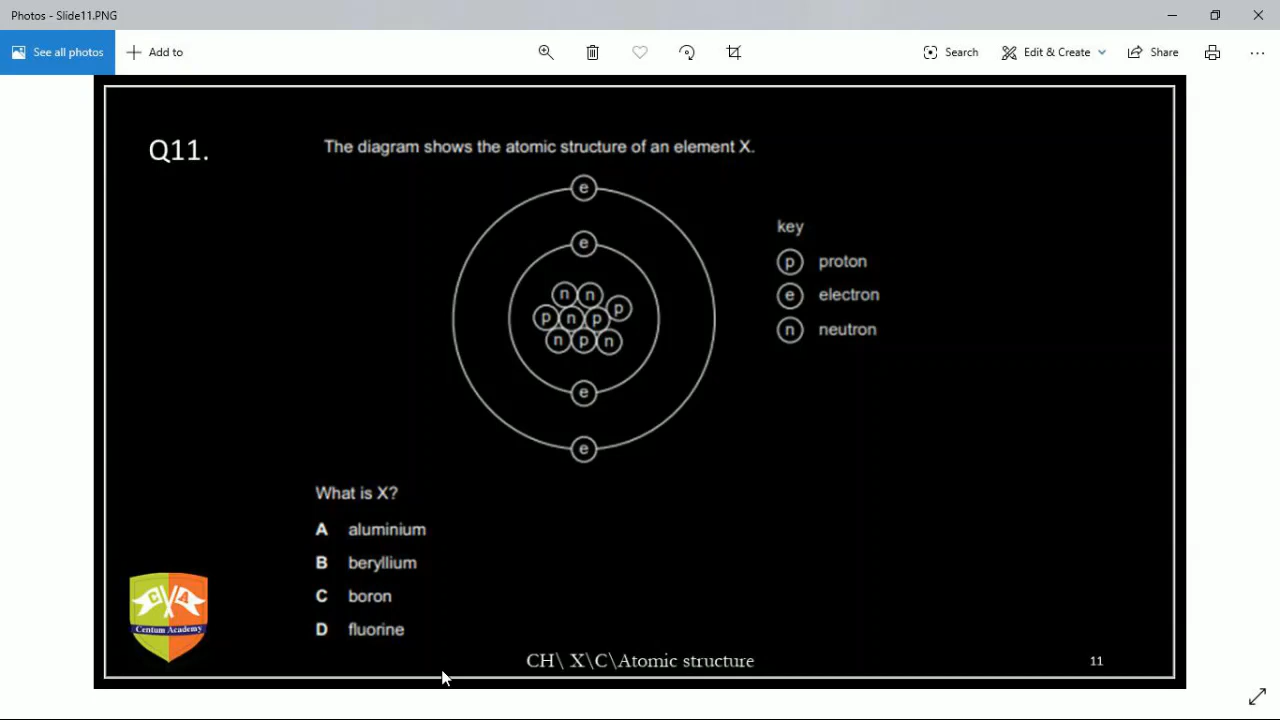 Photos - Slide11.PNG
See all photos
Add to
Search
Edit & Create
Share
Q11.
The diagram shows the atomic structure of an element X.
e
e
n n
p n p p
n p n
e
e
key
p proton
e electron
n neutron
What is X?
A aluminium
B beryllium
C boron
D fluorine
C A
Centum Academy
CH\ X\C\Atomic structure
11